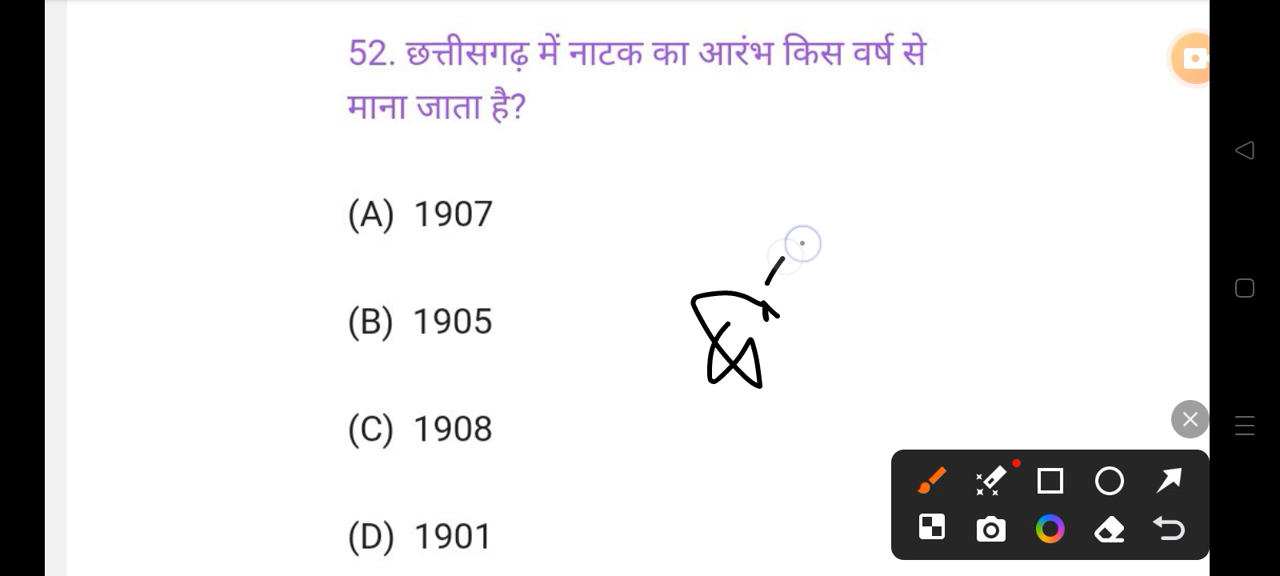 52. छत्तीसगढ़ में नाटक का आरंभ किस वर्ष से
माना जाता है?
(A) 1907
(B) 1905
(C) 1908
(D) 1901